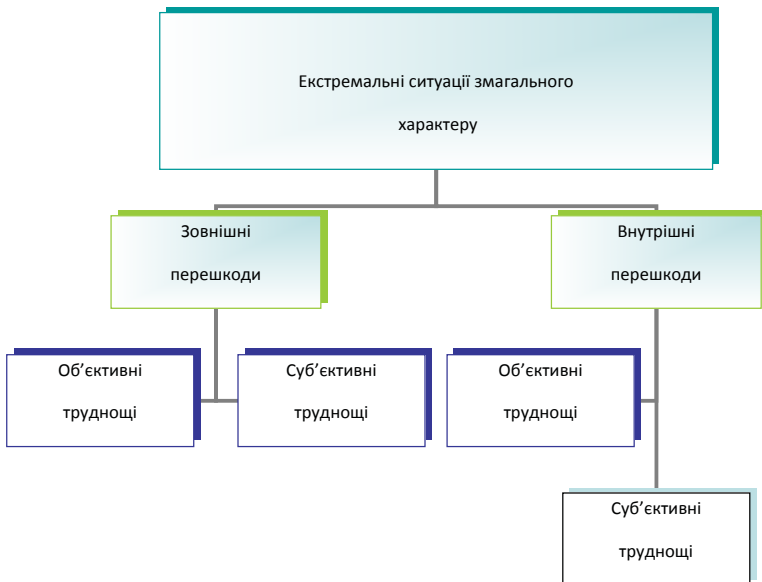 Екстремальні ситуації змагального
характеру
Зовнішні
перешкоди
Внутрішні
перешкоди
Об’єктивні
труднощі
Суб’єктивні
труднощі
Об’єктивні
труднощі
Суб’єктивні
труднощі